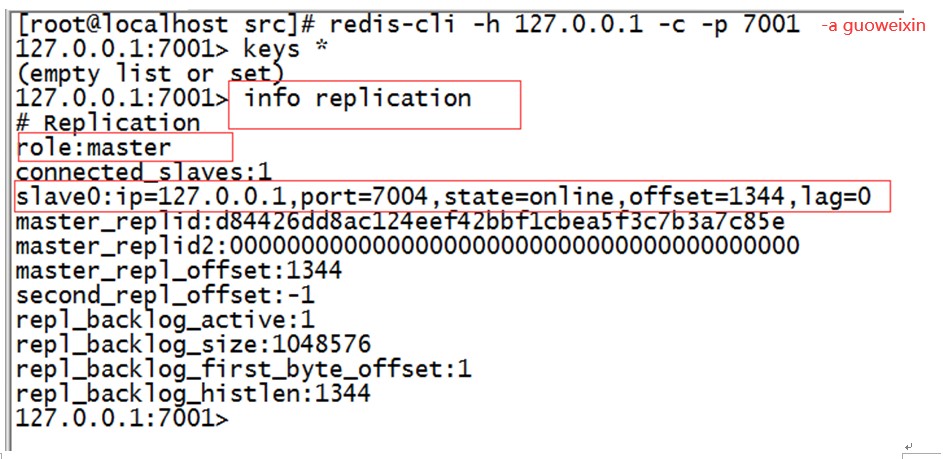 [root@localhost src]# redis-cli -h 127.0.0.1 -c -p 7001 -a guoweixin
127.0.0.1:7001> keys *
(empty list or set)
127.0.0.1:7001> info replication
# Replication
role:master
connected_slaves:1
slave0:ip=127.0.0.1,port=7004,state=online,offset=1344,lag=0
master_replid:d84426dd8ac124eef42bbf1cbea5f3c7b3a7c85e
master_replid2:0000000000000000000000000000000000000000
master_repl_offset:1344
second_repl_offset:-1
repl_backlog_active:1
repl_backlog_size:1048576
repl_backlog_first_byte_offset:1
repl_backlog_histlen:1344
127.0.0.1:7001>